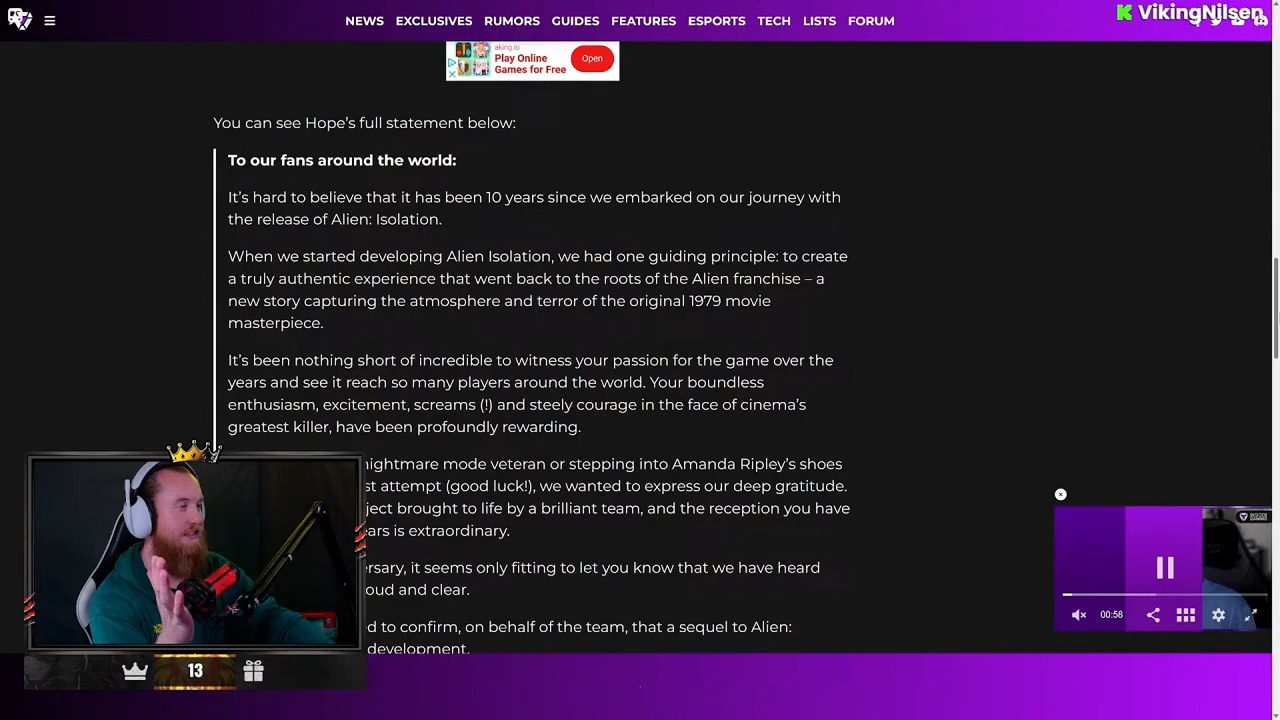 NEWS EXCLUSIVES RUMORS GUIDES FEATURES ESPORTS TECH LISTS FORUM
VikingNilsen
aking.io
Play Online
Games for Free
Open
You can see Hope’s full statement below:
To our fans around the world:
It’s hard to believe that it has been 10 years since we embarked on our journey with
the release of Alien: Isolation.
When we started developing Alien Isolation, we had one guiding principle: to create
a truly authentic experience that went back to the roots of the Alien franchise – a
new story capturing the atmosphere and terror of the original 1979 movie
masterpiece.
It’s been nothing short of incredible to witness your passion for the game over the
years and see it reach so many players around the world. Your boundless
enthusiasm, excitement, screams (!) and steely courage in the face of cinema’s
greatest killer, have been profoundly rewarding.
nightmare mode veteran or stepping into Amanda Ripley’s shoes
st attempt (good luck!), we wanted to express our deep gratitude.
ject brought to life by a brilliant team, and the reception you have
ears is extraordinary.
ersary, it seems only fitting to let you know that we have heard
oud and clear.
ed to confirm, on behalf of the team, that a sequel to Alien:
development.
00:58
13